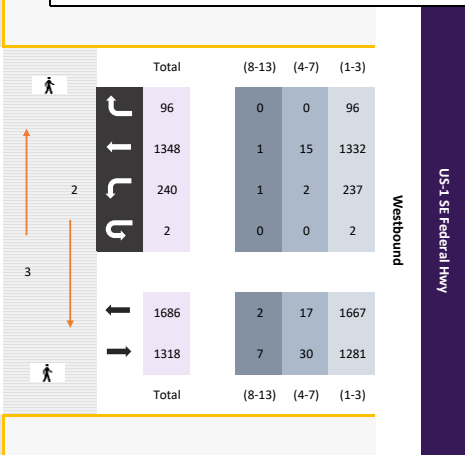 Total (8-13) (4-7) (1-3)
96 0 0 96
1348 1 15 1332
2 240 1 2 237
2 0 0 2
3
1686 2 17 1667
1318 7 30 1281
Total (8-13) (4-7) (1-3)
Westbound
US-1 SE Federal Hwy